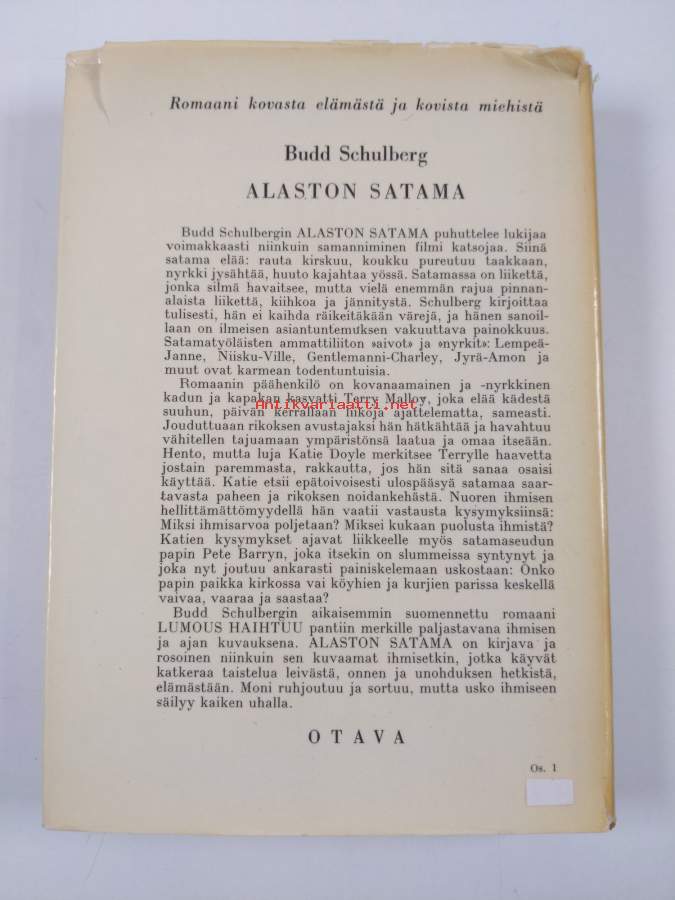 Romaani kovasta elämästä ja kovista miehistä
Budd Schulberg
ALASTON SATAMA
Budd Schulbergin ALASTON SATAMA puhuttelee lukijaa
voimakkaasti niinkuin samanniminen filmi katsojaa. Siinä
satama elää: rauta kirskuu, koukku pureutuu taakkaan,
nyrkki jysähtää, huuto kajahtaa yössä. Satamassa on liikettä,
jonka silmä havaitsee, mutta vielä enemmän rajua pinnan-
alaista liikettä, kiihkoa ja jännitystä. Schulberg kirjoittaa
tulisesti, hän ei kaihda räikeitäkään värejä, ja hänen sanoil-
laan on ilmeisen asiantuntemuksen vakuuttava painokkuus.
Satamatyöläisten ammattiliiton »aivot» ja »nyrkit»: Lempeä-
Janne, Niisku-Ville, Gentlemanni-Charley, Jyrä-Amon ja
muut ovat karmean todentuntuisia.
Romaanin päähenkilö on kovanaamainen ja -nyrkkinen
kadun ja kapakan kasvatti Terry Malloy, joka elää kädestä
Antikvariaatti.net
suuhun, päivän kerrallaan liikoja ajattelematta, sameasti.
Jouduttuaan rikoksen avustajaksi hän hätkähtää ja havahtuu
vähitellen tajuamaan ympäristönsä laatua ja omaa itseään.
Hento, mutta luja Katie Doyle merkitsee Terrylle haavetta
jostain paremmasta, rakkautta, jos hän sitä sanaa osaisi
käyttää. Katie etsii epätoivoisesti ulospääsyä satamaa saar-
tavasta paheen ja rikoksen noidankehästä. Nuoren ihmisen
hellittämättömyydellä hän vaatii vastausta kysymyksiinsä:
Miksi ihmisarvoa poljetaan? Miksei kukaan puolusta ihmistä?
Katien kysymykset ajavat liikkeelle myös satamaseudun
papin Pete Barryn, joka itsekin on slummeissa syntynyt ja
joka nyt joutuu ankarasti painiskelemaan uskostaan: Onko
papin paikka kirkossa vai köyhien ja kurjien parissa keskellä
vaivaa, vaaraa ja saastaa?
Budd Schulbergin aikaisemmin suomennettu romaani
LUMOUS HAIHTUU pantiin merkille paljastavana ihmisen
ja ajan kuvauksena. ALASTON SATAMA on kirjava ja
rosoinen niinkuin sen kuvaamat ihmisetkin, jotka käyvät
katkeraa taistelua leivästä, onnen ja unohduksen hetkistä,
elämästään. Moni ruhjoutuu ja sortuu, mutta usko ihmiseen
säilyy kaiken uhalla.
OTAVA
Os. 1